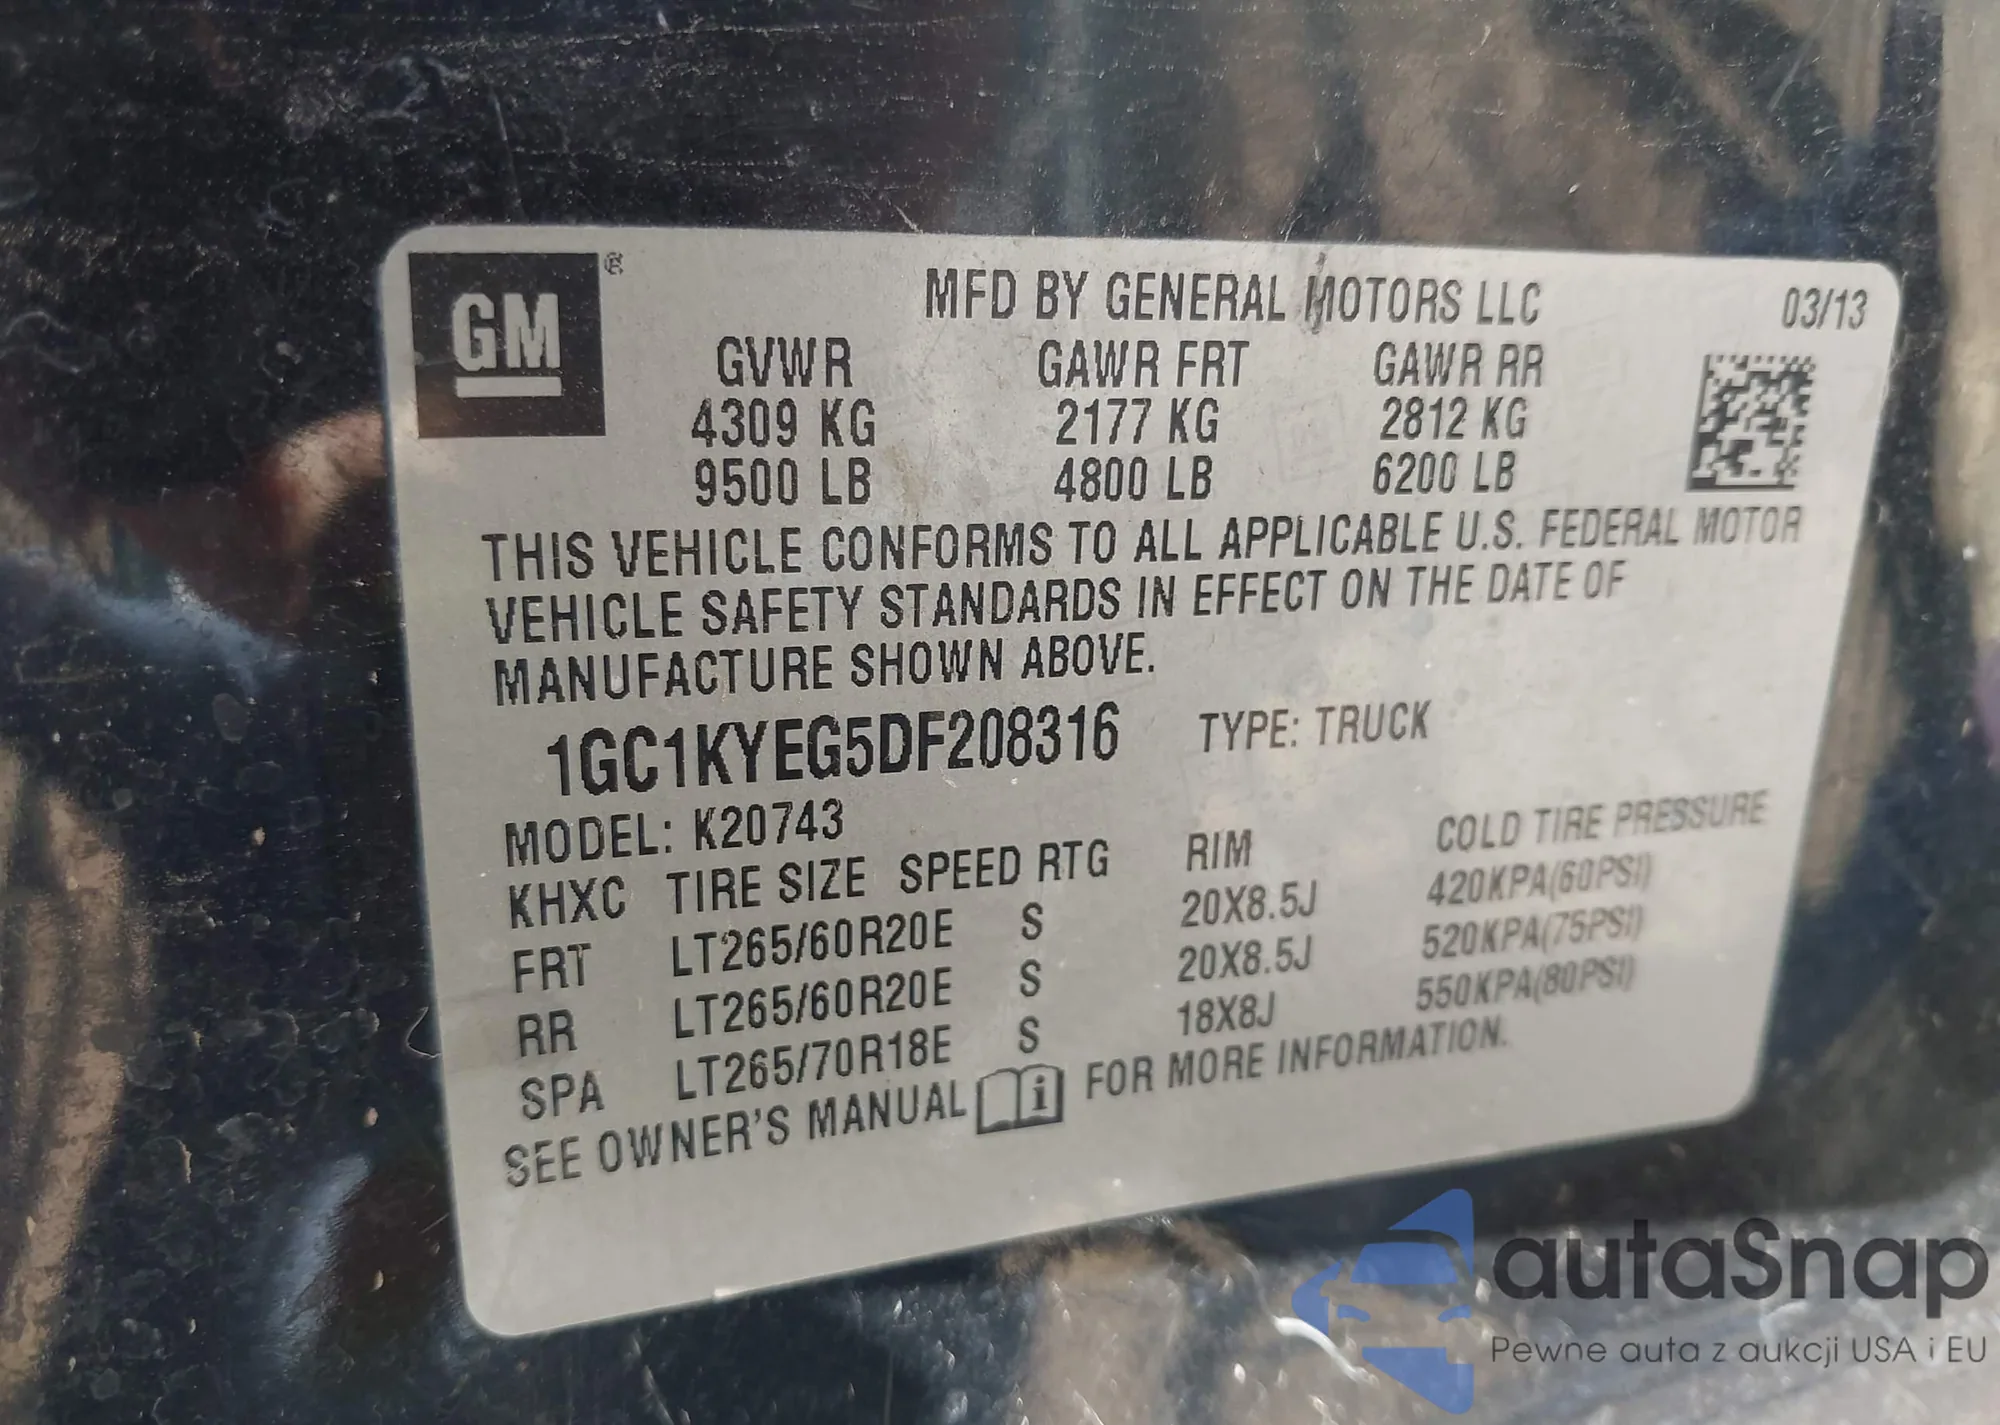 GM®
MFD BY GENERAL MOTORS LLC 03/13
GVWR GAWR FRT GAWR RR
4309 KG 2177 KG 2812 KG
9500 LB 4800 LB 6200 LB
THIS VEHICLE CONFORMS TO ALL APPLICABLE U.S. FEDERAL MOTOR
VEHICLE SAFETY STANDARDS IN EFFECT ON THE DATE OF
MANUFACTURE SHOWN ABOVE.
1GC1KYEG5DF208316 TYPE: TRUCK
MODEL: K20743
KHXC TIRE SIZE SPEED RTG RIM COLD TIRE PRESSURE
FRT LT265/60R20E S 20X8.5J 420KPA(60PSI)
RR LT265/60R20E S 20X8.5J 520KPA(75PSI)
SPA LT265/70R18E S 18X8J 550KPA(80PSI)
SEE OWNER'S MANUAL i FOR MORE INFORMATION.
autaSnap
Pewne auta z aukcji USA i EU